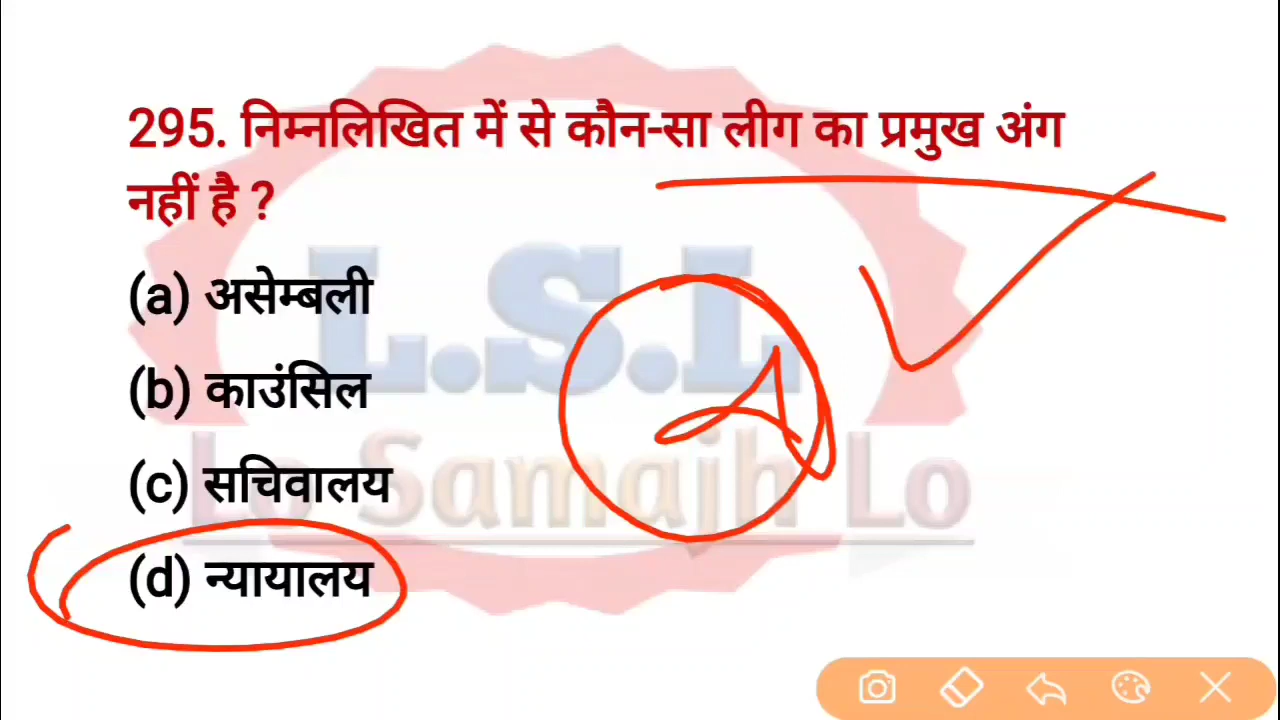 295. निम्नलिखित में से कौन-सा लीग का प्रमुख अंग
नहीं है ?
(a) असेम्बली
(b) काउंसिल
(c) सचिवालय
(d) न्यायालय
L.S.L
Lo Samajh Lo